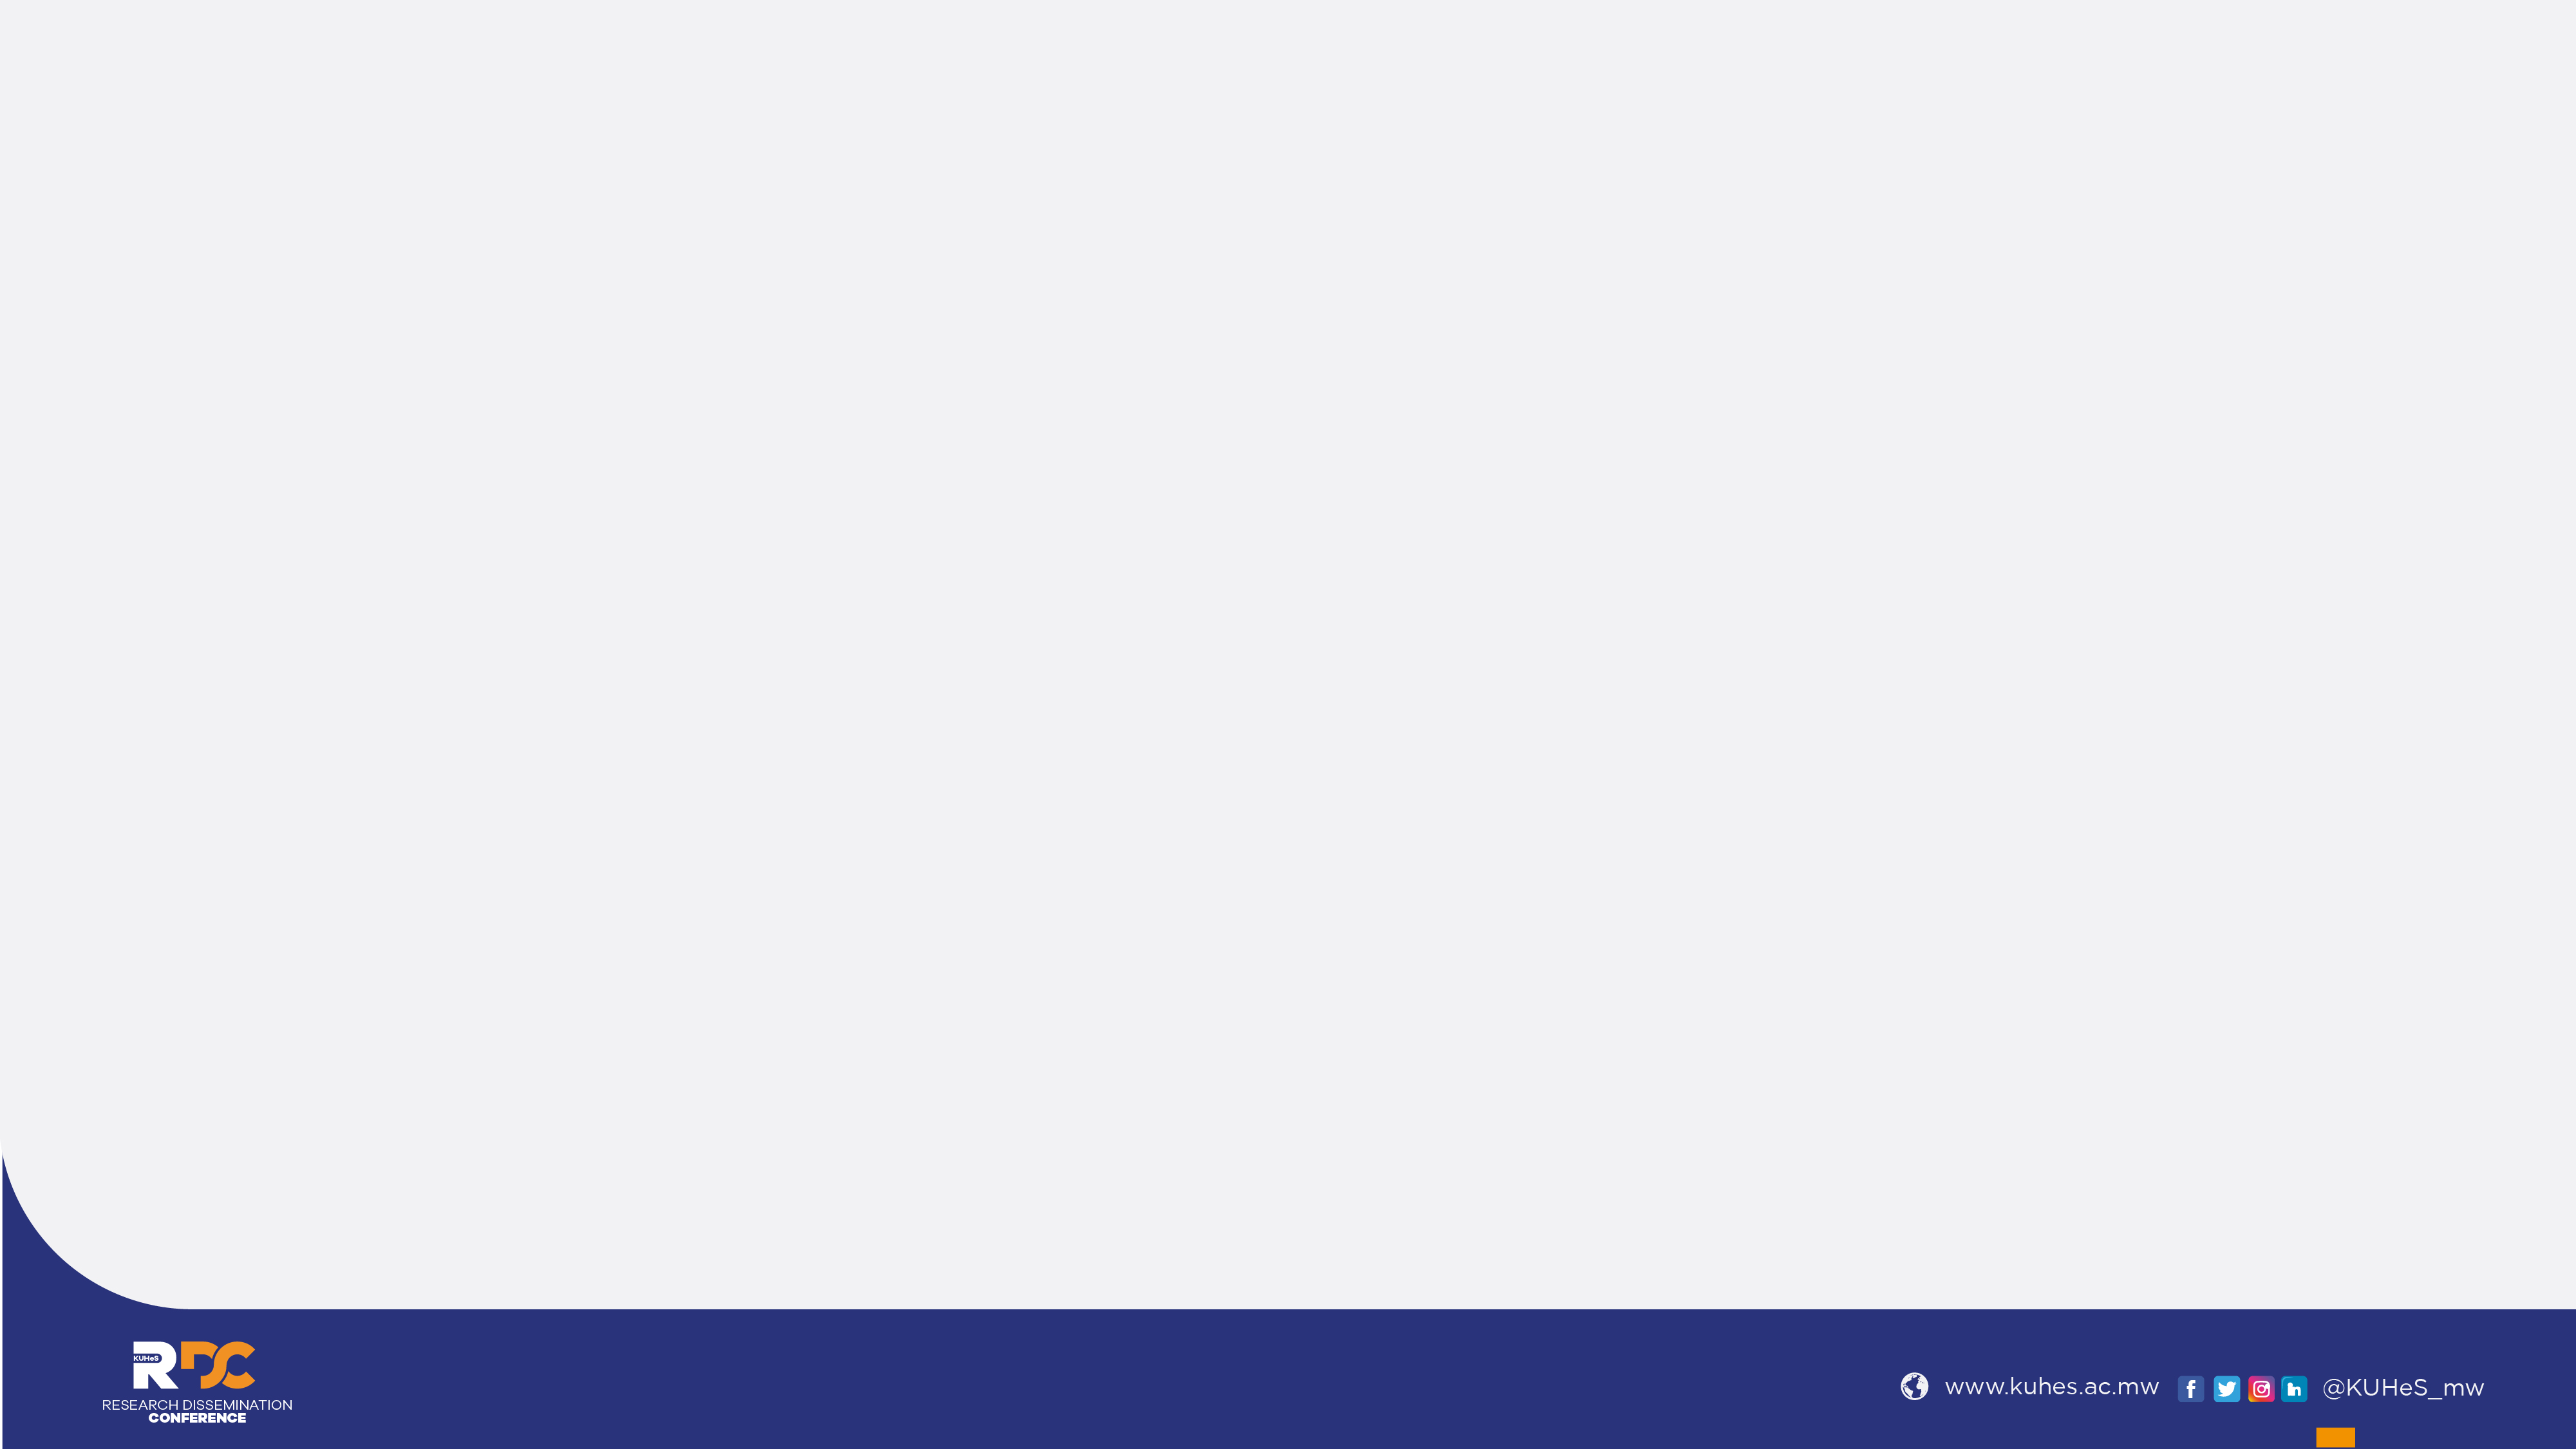 KUHeS
RDC
RESEARCH DISSEMINATION
CONFERENCE
www.kuhes.ac.mw
@KUHeS_mw